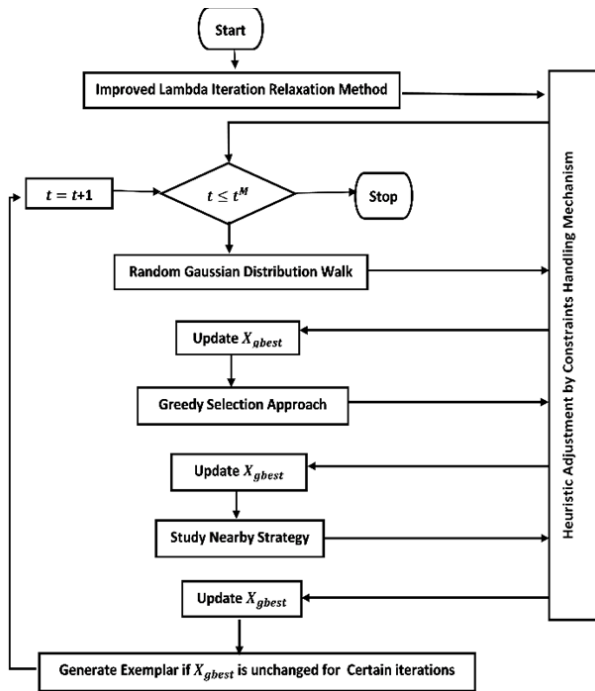 Start
Improved Lambda Iteration Relaxation Method
t = t+1
t ≤ t^M
Stop
Random Gaussian Distribution Walk
Update X_gbest
Greedy Selection Approach
Update X_gbest
Study Nearby Strategy
Update X_gbest
Generate Exemplar if X_gbest is unchanged for Certain iterations
Heuristic Adjustment by Constraints Handling Mechanism